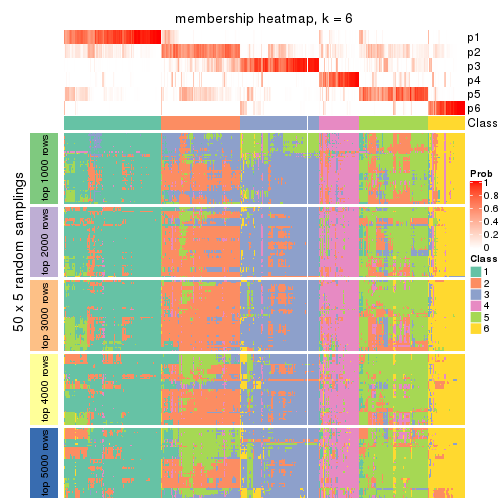 membership heatmap, k = 6
p1
p2
p3
p4
p5
p6
Class
50 x 5 random samplings
top 1000 rows
top 2000 rows
top 3000 rows
top 4000 rows
top 5000 rows
Prob
1
0.8
0.6
0.4
0.2
0
Class
1
2
3
4
5
6